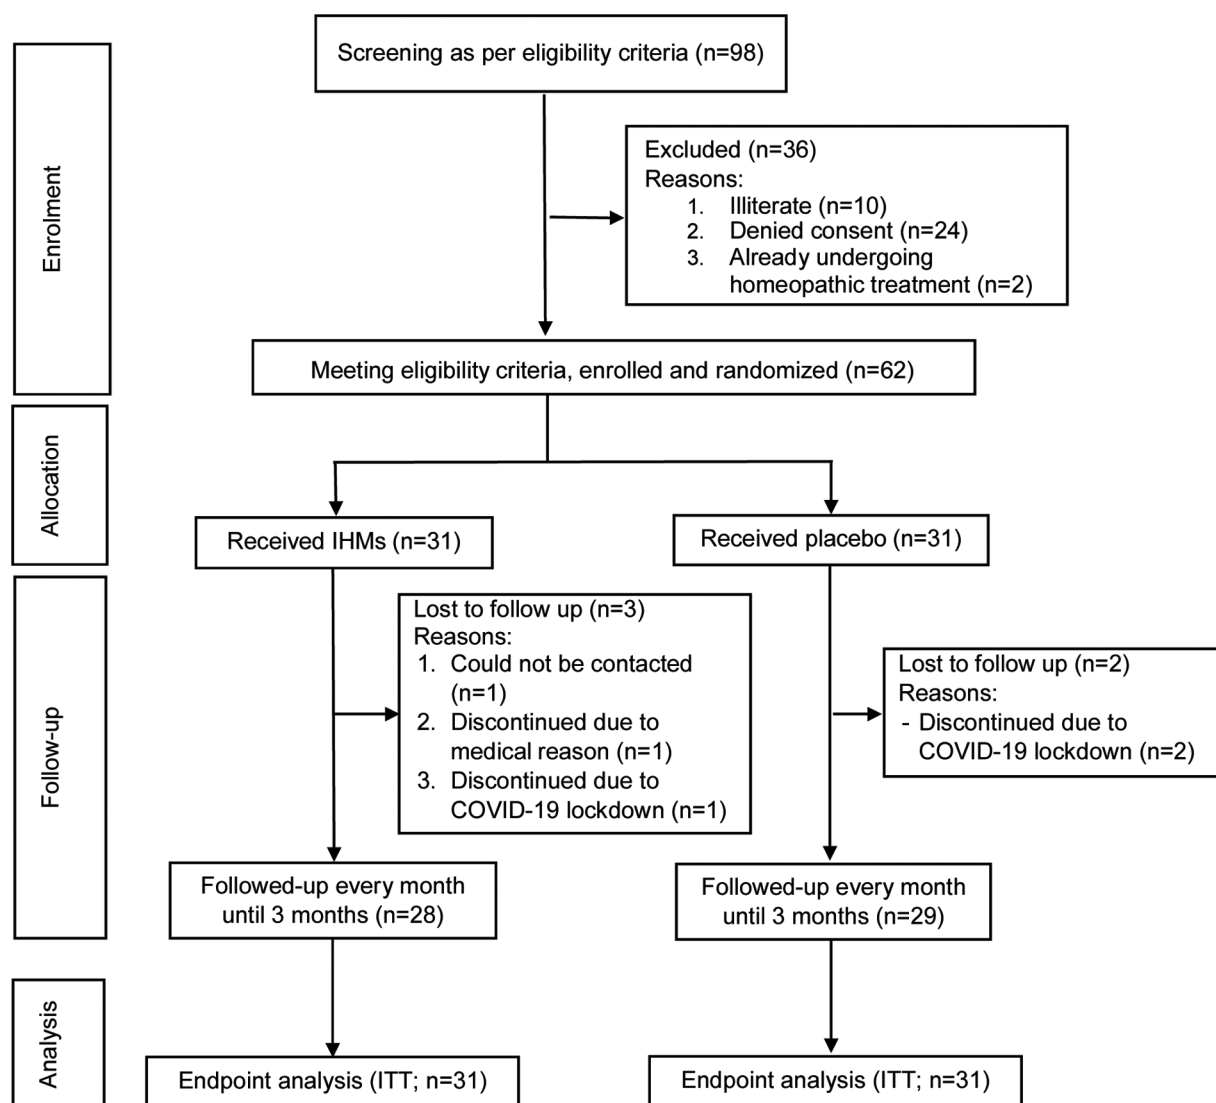 Screening as per eligibility criteria (n=98)
Enrolment
Excluded (n=36)
Reasons:
1. Illiterate (n=10)
2. Denied consent (n=24)
3. Already undergoing
homeopathic treatment (n=2)
Meeting eligibility criteria, enrolled and randomized (n=62)
Allocation
Received IHMs (n=31)
Received placebo (n=31)
Follow-up
Lost to follow up (n=3)
Reasons:
1. Could not be contacted
(n=1)
2. Discontinued due to
medical reason (n=1)
3. Discontinued due to
COVID-19 lockdown (n=1)
Lost to follow up (n=2)
Reasons:
- Discontinued due to
COVID-19 lockdown (n=2)
Followed-up every month
until 3 months (n=28)
Followed-up every month
until 3 months (n=29)
Analysis
Endpoint analysis (ITT; n=31)
Endpoint analysis (ITT; n=31)